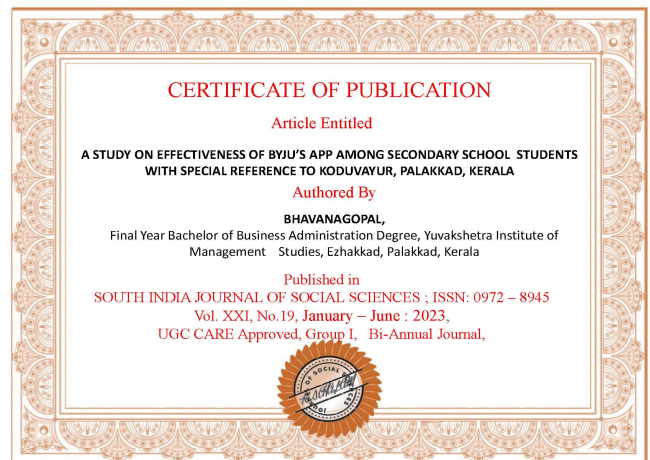 CERTIFICATE OF PUBLICATION
Article Entitled
A STUDY ON EFFECTIVENESS OF BYJU'S APP AMONG SECONDARY SCHOOL STUDENTS
WITH SPECIAL REFERENCE TO KODUVAYUR, PALAKKAD, KERALA
Authored By
BHAVANAGOPAL,
Final Year Bachelor of Business Administration Degree, Yuvakshetra Institute of
Management Studies, Ezhakkad, Palakkad, Kerala
Published in
SOUTH INDIA JOURNAL OF SOCIAL SCIENCES ; ISSN: 0972 – 8945
Vol. XXI, No.19, January – June : 2023,
UGC CARE Approved, Group I, Bi-Annual Journal,
OF SOCIAL